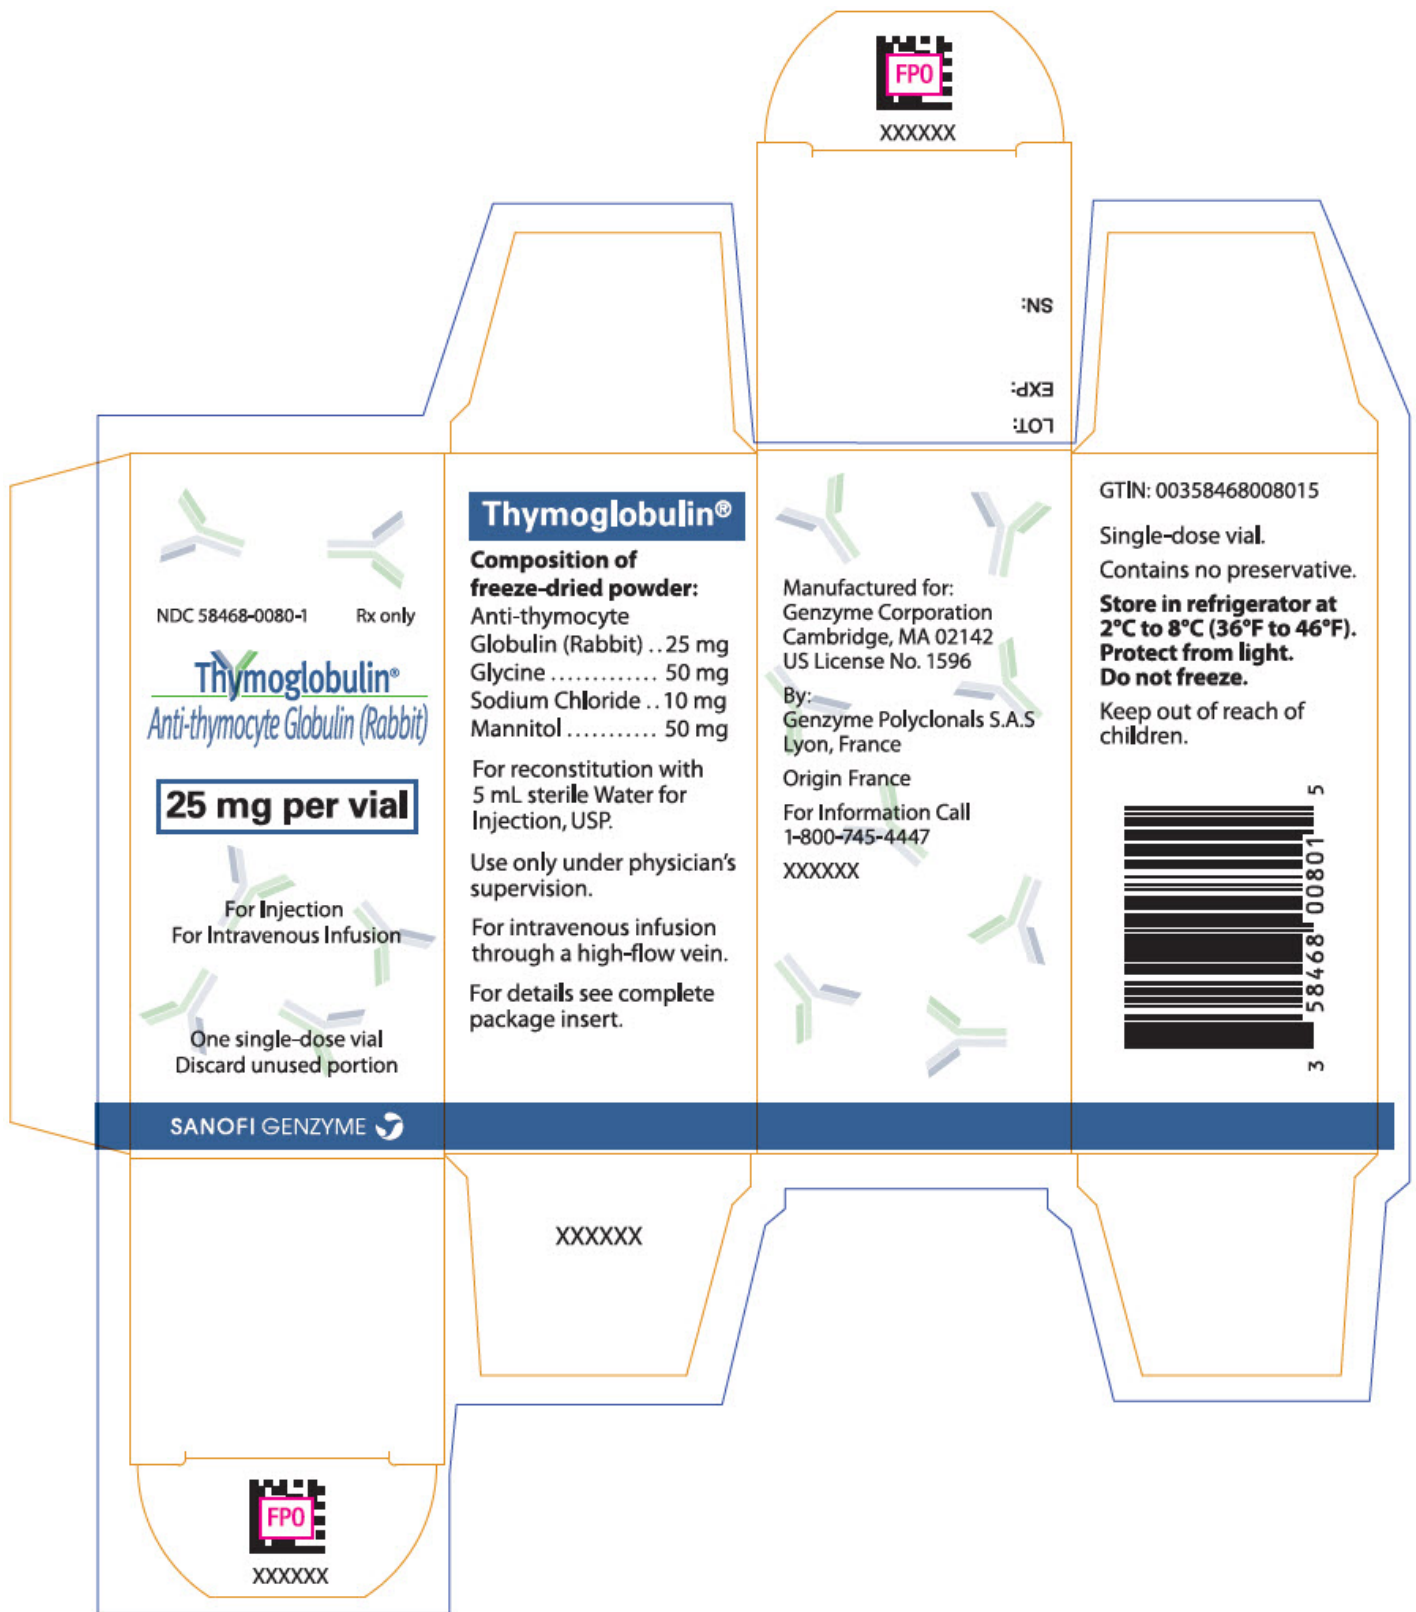 FPO
XXXXXX
SN:
EXP:
LOT:
NDC 58468-0080-1 Rx only
Thymoglobulin®
Anti-thymocyte Globulin (Rabbit)
25 mg per vial
For Injection
For Intravenous Infusion
One single-dose vial
Discard unused portion
SANOFI GENZYME
Thymoglobulin®
Composition of
freeze-dried powder:
Anti-thymocyte
Globulin (Rabbit) .. 25 mg
Glycine ............. 50 mg
Sodium Chloride .. 10 mg
Mannitol ........... 50 mg
For reconstitution with
5 mL sterile Water for
Injection, USP.
Use only under physician's
supervision.
For intravenous infusion
through a high-flow vein.
For details see complete
package insert.
Manufactured for:
Genzyme Corporation
Cambridge, MA 02142
US License No. 1596
By:
Genzyme Polyclonals S.A.S
Lyon, France
Origin France
For Information Call
1-800-745-4447
XXXXXX
GTIN: 00358468008015
Single-dose vial.
Contains no preservative.
Store in refrigerator at
2°C to 8°C (36°F to 46°F).
Protect from light.
Do not freeze.
Keep out of reach of
children.
3 58468 00801 5
XXXXXX
FPO
XXXXXX